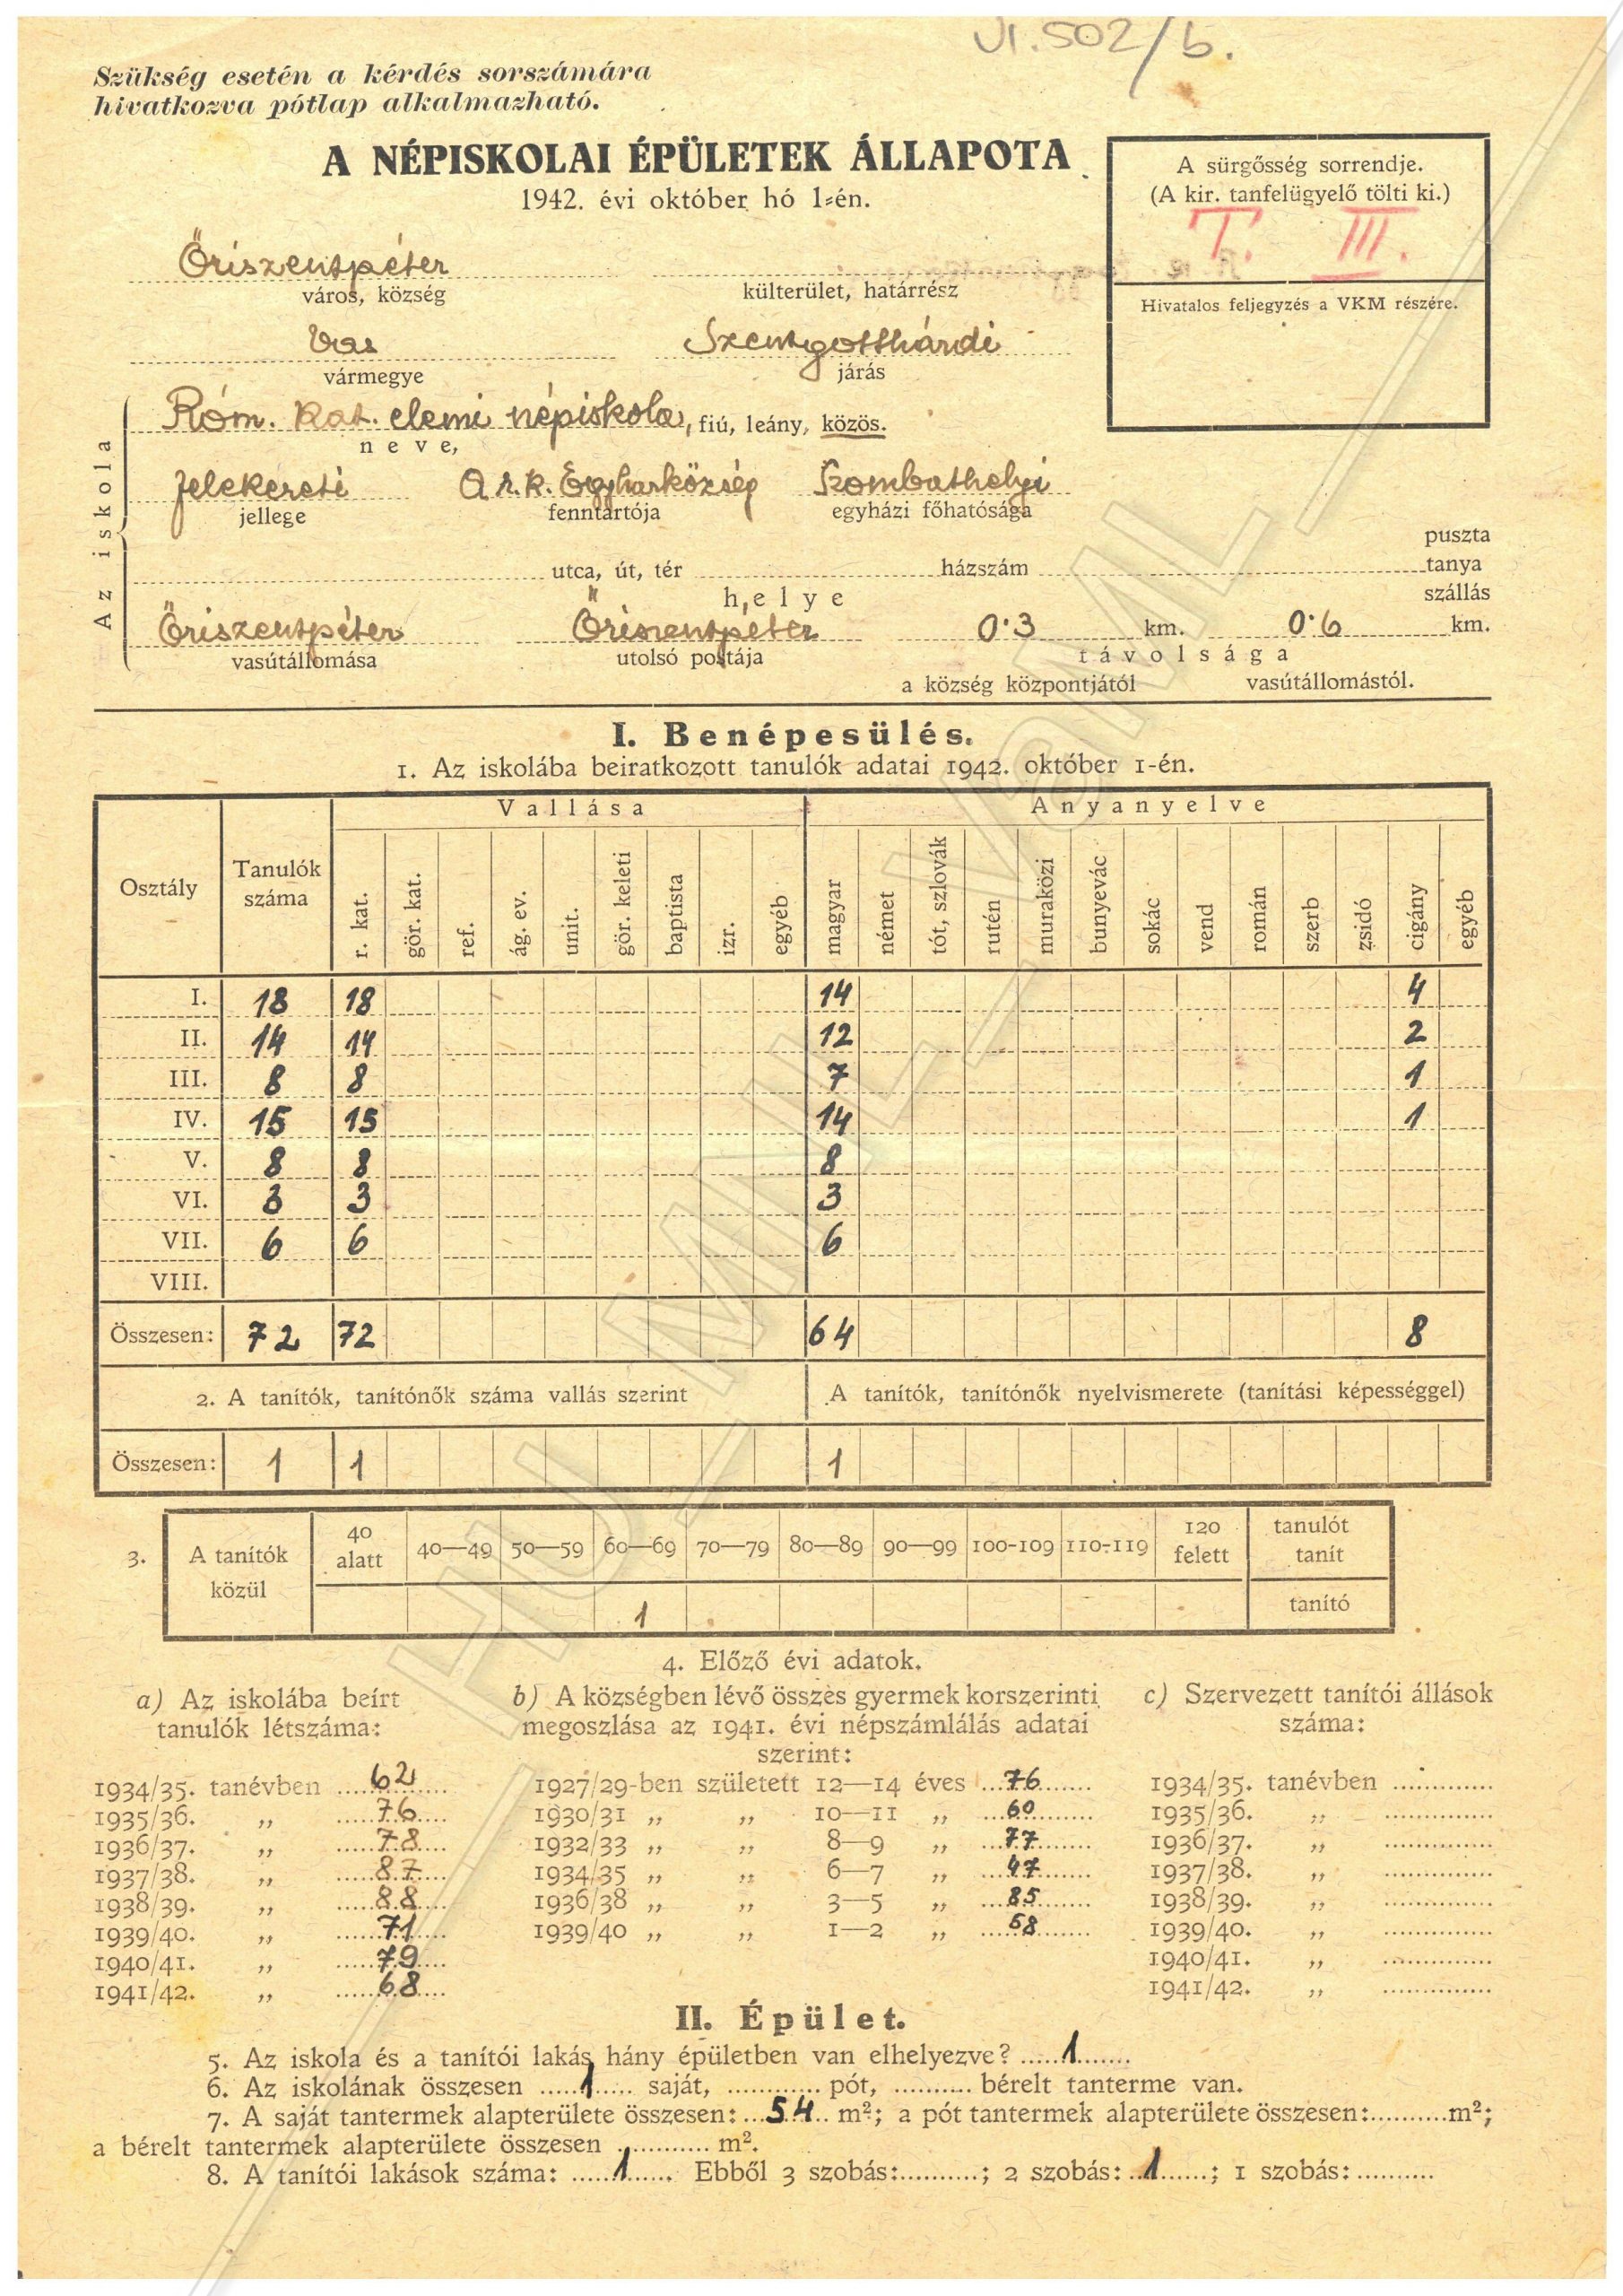 VI.502/b.
Szükség esetén a kérdés sorszámára
hivatkozva pótlap alkalmazható.
A NÉPISKOLAI ÉPÜLETEK ÁLLAPOTA
1942. évi október hó 1-én.
A sürgősség sorrendje.
(A kir. tanfelügyelő tölti ki.)
T. III.
Hivatalos feljegyzés a VKM részére.
Őriszentpéter
város, község külterület, határrész
Vas Szentgotthárdi
vármegye járás
Az iskola
Róm. Kat. elemi népiskola, fiú, leány, közös.
neve,
Jelekereti A r. k. Egyházközség Szombathelyi
jellege fenntartója egyházi főhatósága
puszta
utca, út, tér házszám tanya
helye szállás
Őriszentpéter Őriszentpéter 0·3 km. 0·6 km.
vasútállomása utolsó postája távolsága
a község központjától vasútállomástól.
I. Benépesülés.
1. Az iskolába beiratkozott tanulók adatai 1942. október 1-én.
Osztály Tanulók száma Vallása Anyanyelve
r. kat. gör. kat. ref. ág. ev. unit. gör. keleti baptista izr. egyéb magyar német tót, szlovák rutén muraközi bunyevác sokác vend román szerb zsidó cigány egyéb
I. 18 18 14 4
II. 14 14 12 2
III. 8 8 7 1
IV. 15 15 14 1
V. 8 8 8
VI. 3 3 3
VII. 6 6 6
VIII.
Összesen: 72 72 64 8
2. A tanítók, tanítónők száma vallás szerint A tanítók, tanítónők nyelvismerete (tanítási képességgel)
Összesen: 1 1 1
3. A tanítók közül 40 alatt 40—49 50—59 60—69 70—79 80—89 90—99 100-109 110-119 120 felett tanulót tanít
1 tanító
4. Előző évi adatok.
a) Az iskolába beírt tanulók létszáma:
1934/35. tanévben 62
1935/36. „ 76
1936/37. „ 78
1937/38. „ 87
1938/39. „ 88
1939/40. „ 71
1940/41. „ 79
1941/42. „ 68
b) A községben lévő összes gyermek korszerinti
megoszlása az 1941. évi népszámlálás adatai
szerint:
1927/29-ben született 12—14 éves 76
1930/31 „ „ 10—11 „ 60
1932/33 „ „ 8—9 „ 77
1934/35 „ „ 6—7 „ 47
1936/38 „ „ 3—5 „ 85
1939/40 „ „ 1—2 „ 58
c) Szervezett tanítói állások
száma:
1934/35. tanévben
1935/36. „
1936/37. „
1937/38. „
1938/39. „
1939/40. „
1940/41. „
1941/42. „
II. Épület.
5. Az iskola és a tanítói lakás hány épületben van elhelyezve? 1
6. Az iskolának összesen 1 saját, pót, bérelt tanterme van.
7. A saját tantermek alapterülete összesen: 54 m²; a pót tantermek alapterülete összesen: m²;
a bérelt tantermek alapterülete összesen m².
8. A tanítói lakások száma: 1. Ebből 3 szobás: ; 2 szobás: 1 ; 1 szobás:
HU_MNL_VaML